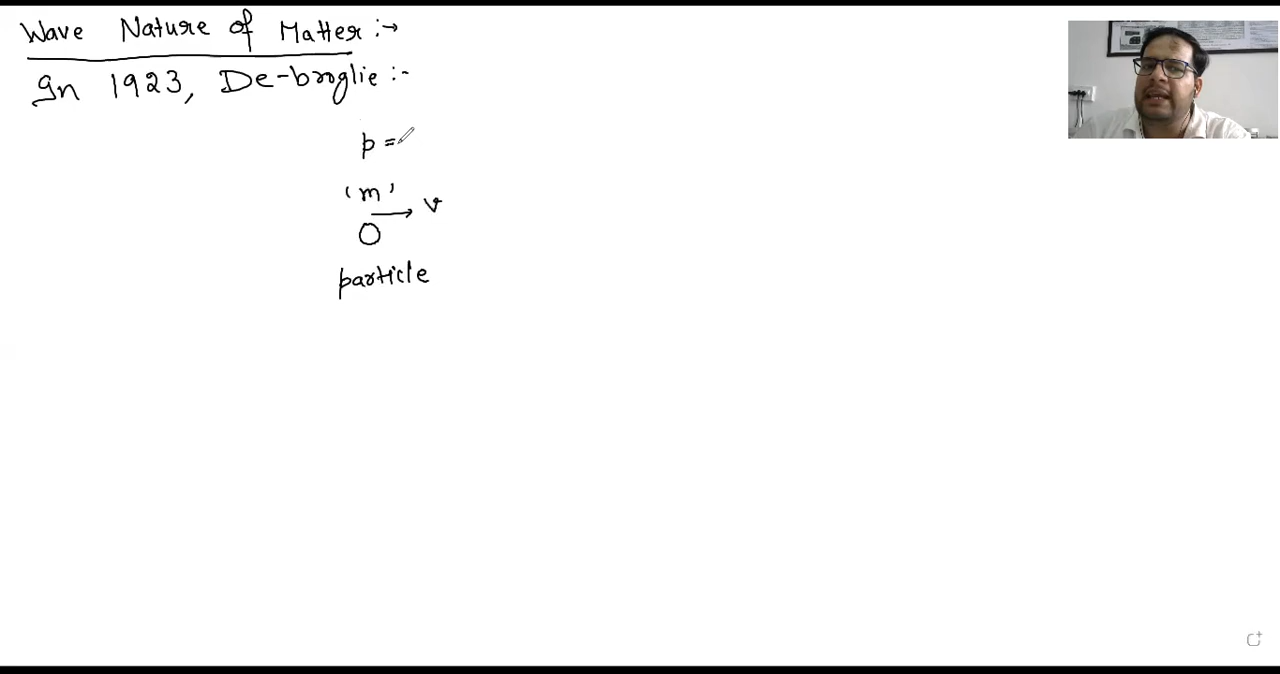 Wave Nature of Matter :→
In 1923, De-broglie :-
p =
'm'
v
particle